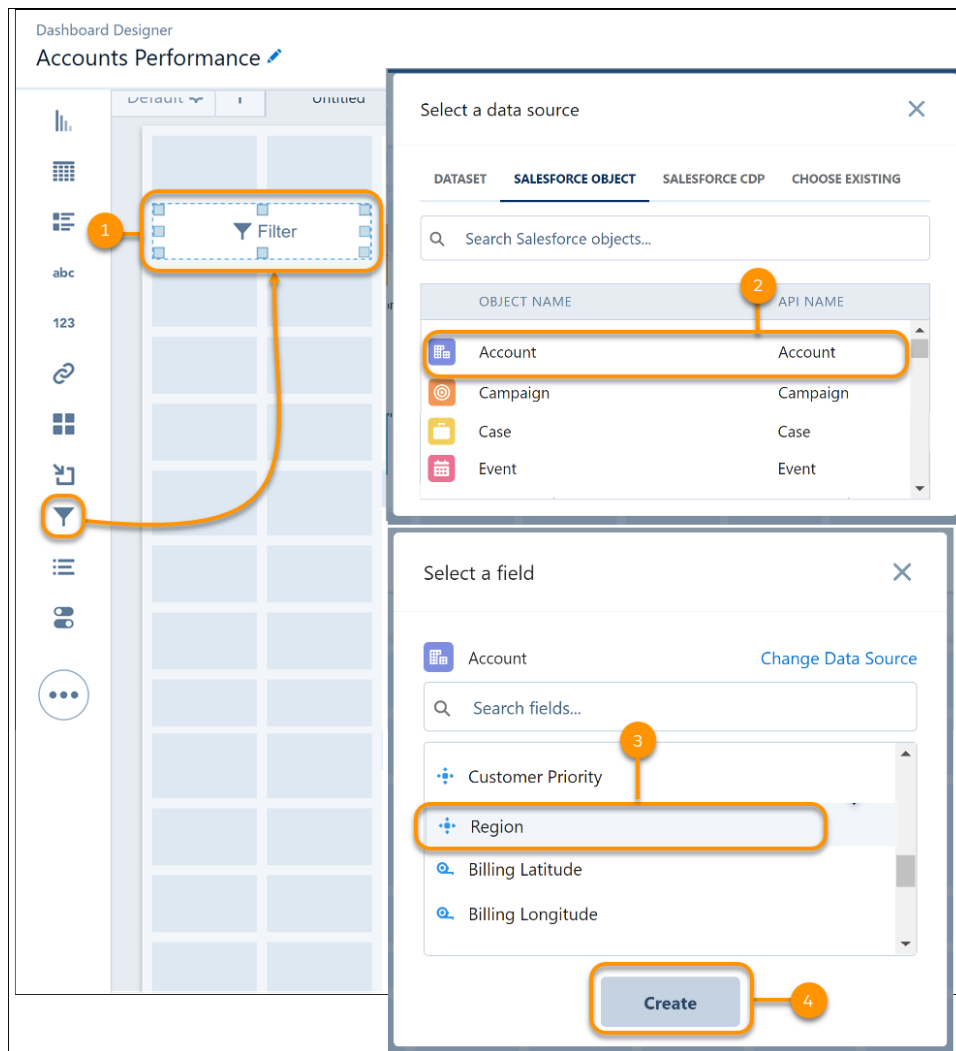 Dashboard Designer
Accounts Performance
Default
Untitled
1
Filter
abc
123
Select a data source
DATASET SALESFORCE OBJECT SALESFORCE CDP CHOOSE EXISTING
Search Salesforce objects...
2
OBJECT NAME API NAME
Account Account
Campaign Campaign
Case Case
Event Event
Select a field
Account Change Data Source
Search fields...
3
Customer Priority
Region
Billing Latitude
Billing Longitude
Create
4